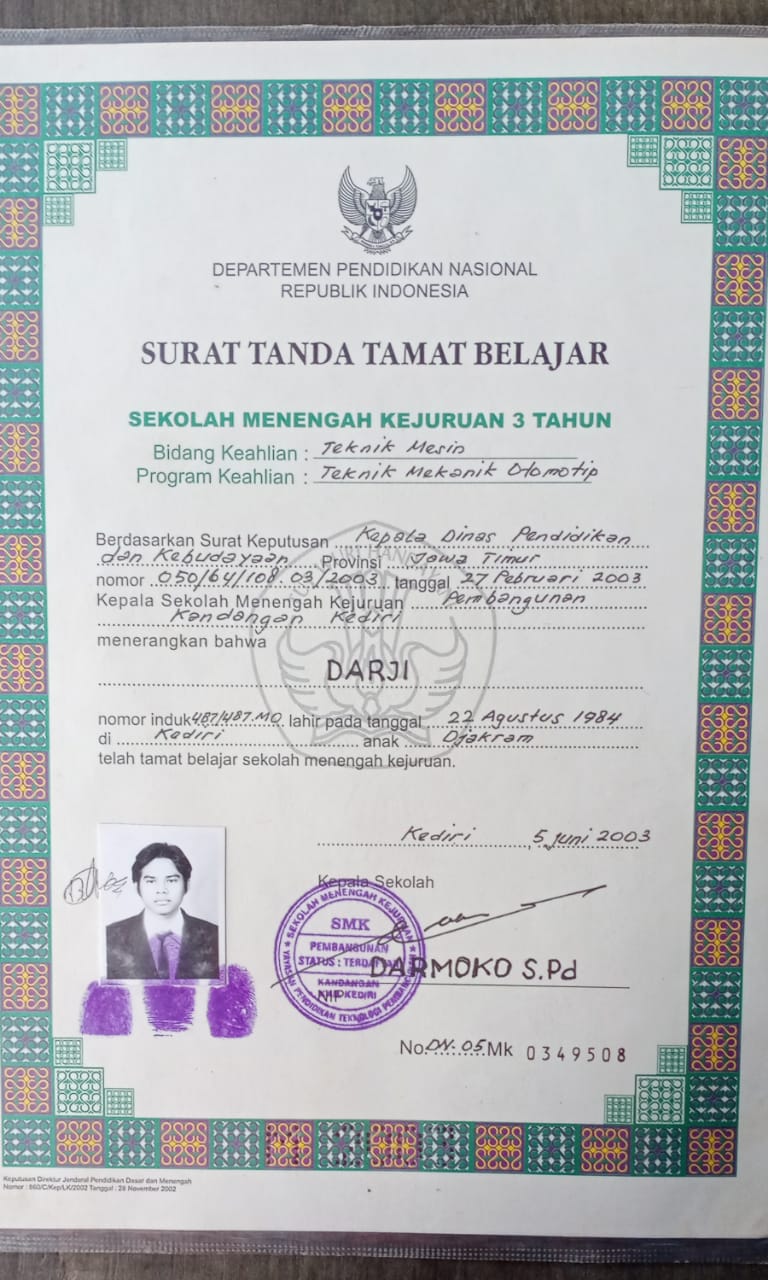 DEPARTEMEN PENDIDIKAN NASIONAL
REPUBLIK INDONESIA
SURAT TANDA TAMAT BELAJAR
SEKOLAH MENENGAH KEJURUAN 3 TAHUN
Bidang Keahlian : Teknik Mesin
Program Keahlian : Teknik Mekanik Otomotip
Berdasarkan Surat Keputusan Kepala Dinas Pendidikan
dan Kebudayaan Provinsi Jawa Timur
nomor 050/64/108.03/2003 tanggal 27 Pebruari 2003
Kepala Sekolah Menengah Kejuruan Pembangunan
Kandangan Kediri
menerangkan bahwa
DARJI
nomor induk 487/487.MO lahir pada tanggal 22 Agustus 1984
di Kediri anak Djakram
telah tamat belajar sekolah menengah kejuruan.
Kediri, 5 Juni 2003
Kepala Sekolah
SEKOLAH MENENGAH KEJURUAN
SMK
PEMBANGUNAN
STATUS : TERDAFTAR
KANDANGAN
KEDIRI
YAYASAN PENDIDIKAN TEKNOLOGI PEMBANGUNAN
DARMOKO S.Pd
NIP
No. DN. 05 Mk 0349508
Keputusan Direktur Jenderal Pendidikan Dasar dan Menengah
Nomor : 860/C/Kep/LK/2002 Tanggal : 28 November 2002